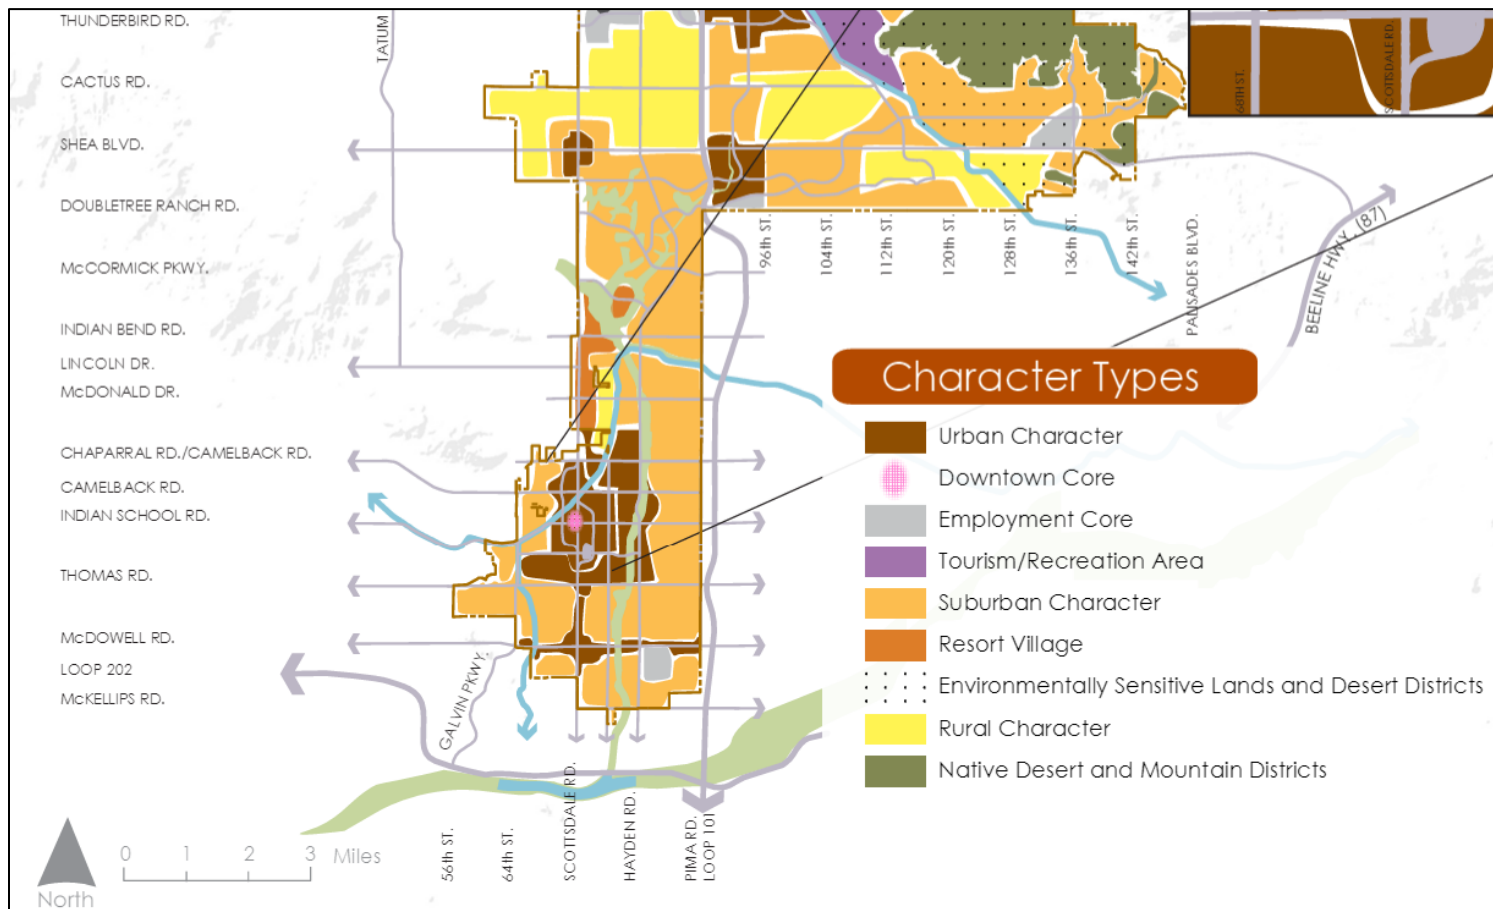 THUNDERBIRD RD.
TATUM
CACTUS RD.
SHEA BLVD.
DOUBLETREE RANCH RD.
McCORMICK PKWY.
INDIAN BEND RD.
LINCOLN DR.
McDONALD DR.
CHAPARRAL RD./CAMELBACK RD.
CAMELBACK RD.
INDIAN SCHOOL RD.
THOMAS RD.
McDOWELL RD.
LOOP 202
McKELLIPS RD.
GALVIN PKWY.
68TH ST.
SCOTTSDALE RD.
96th ST.
104th ST.
112th ST.
120th ST.
128th ST.
136th ST.
142th ST.
PALISADES BLVD.
BEELINE HWY. (87)
Character Types
Urban Character
Downtown Core
Employment Core
Tourism/Recreation Area
Suburban Character
Resort Village
Environmentally Sensitive Lands and Desert Districts
Rural Character
Native Desert and Mountain Districts
56th ST.
64th ST.
SCOTTSDALE RD.
HAYDEN RD.
PIMA RD.
LOOP 101
0 1 2 3 Miles
North